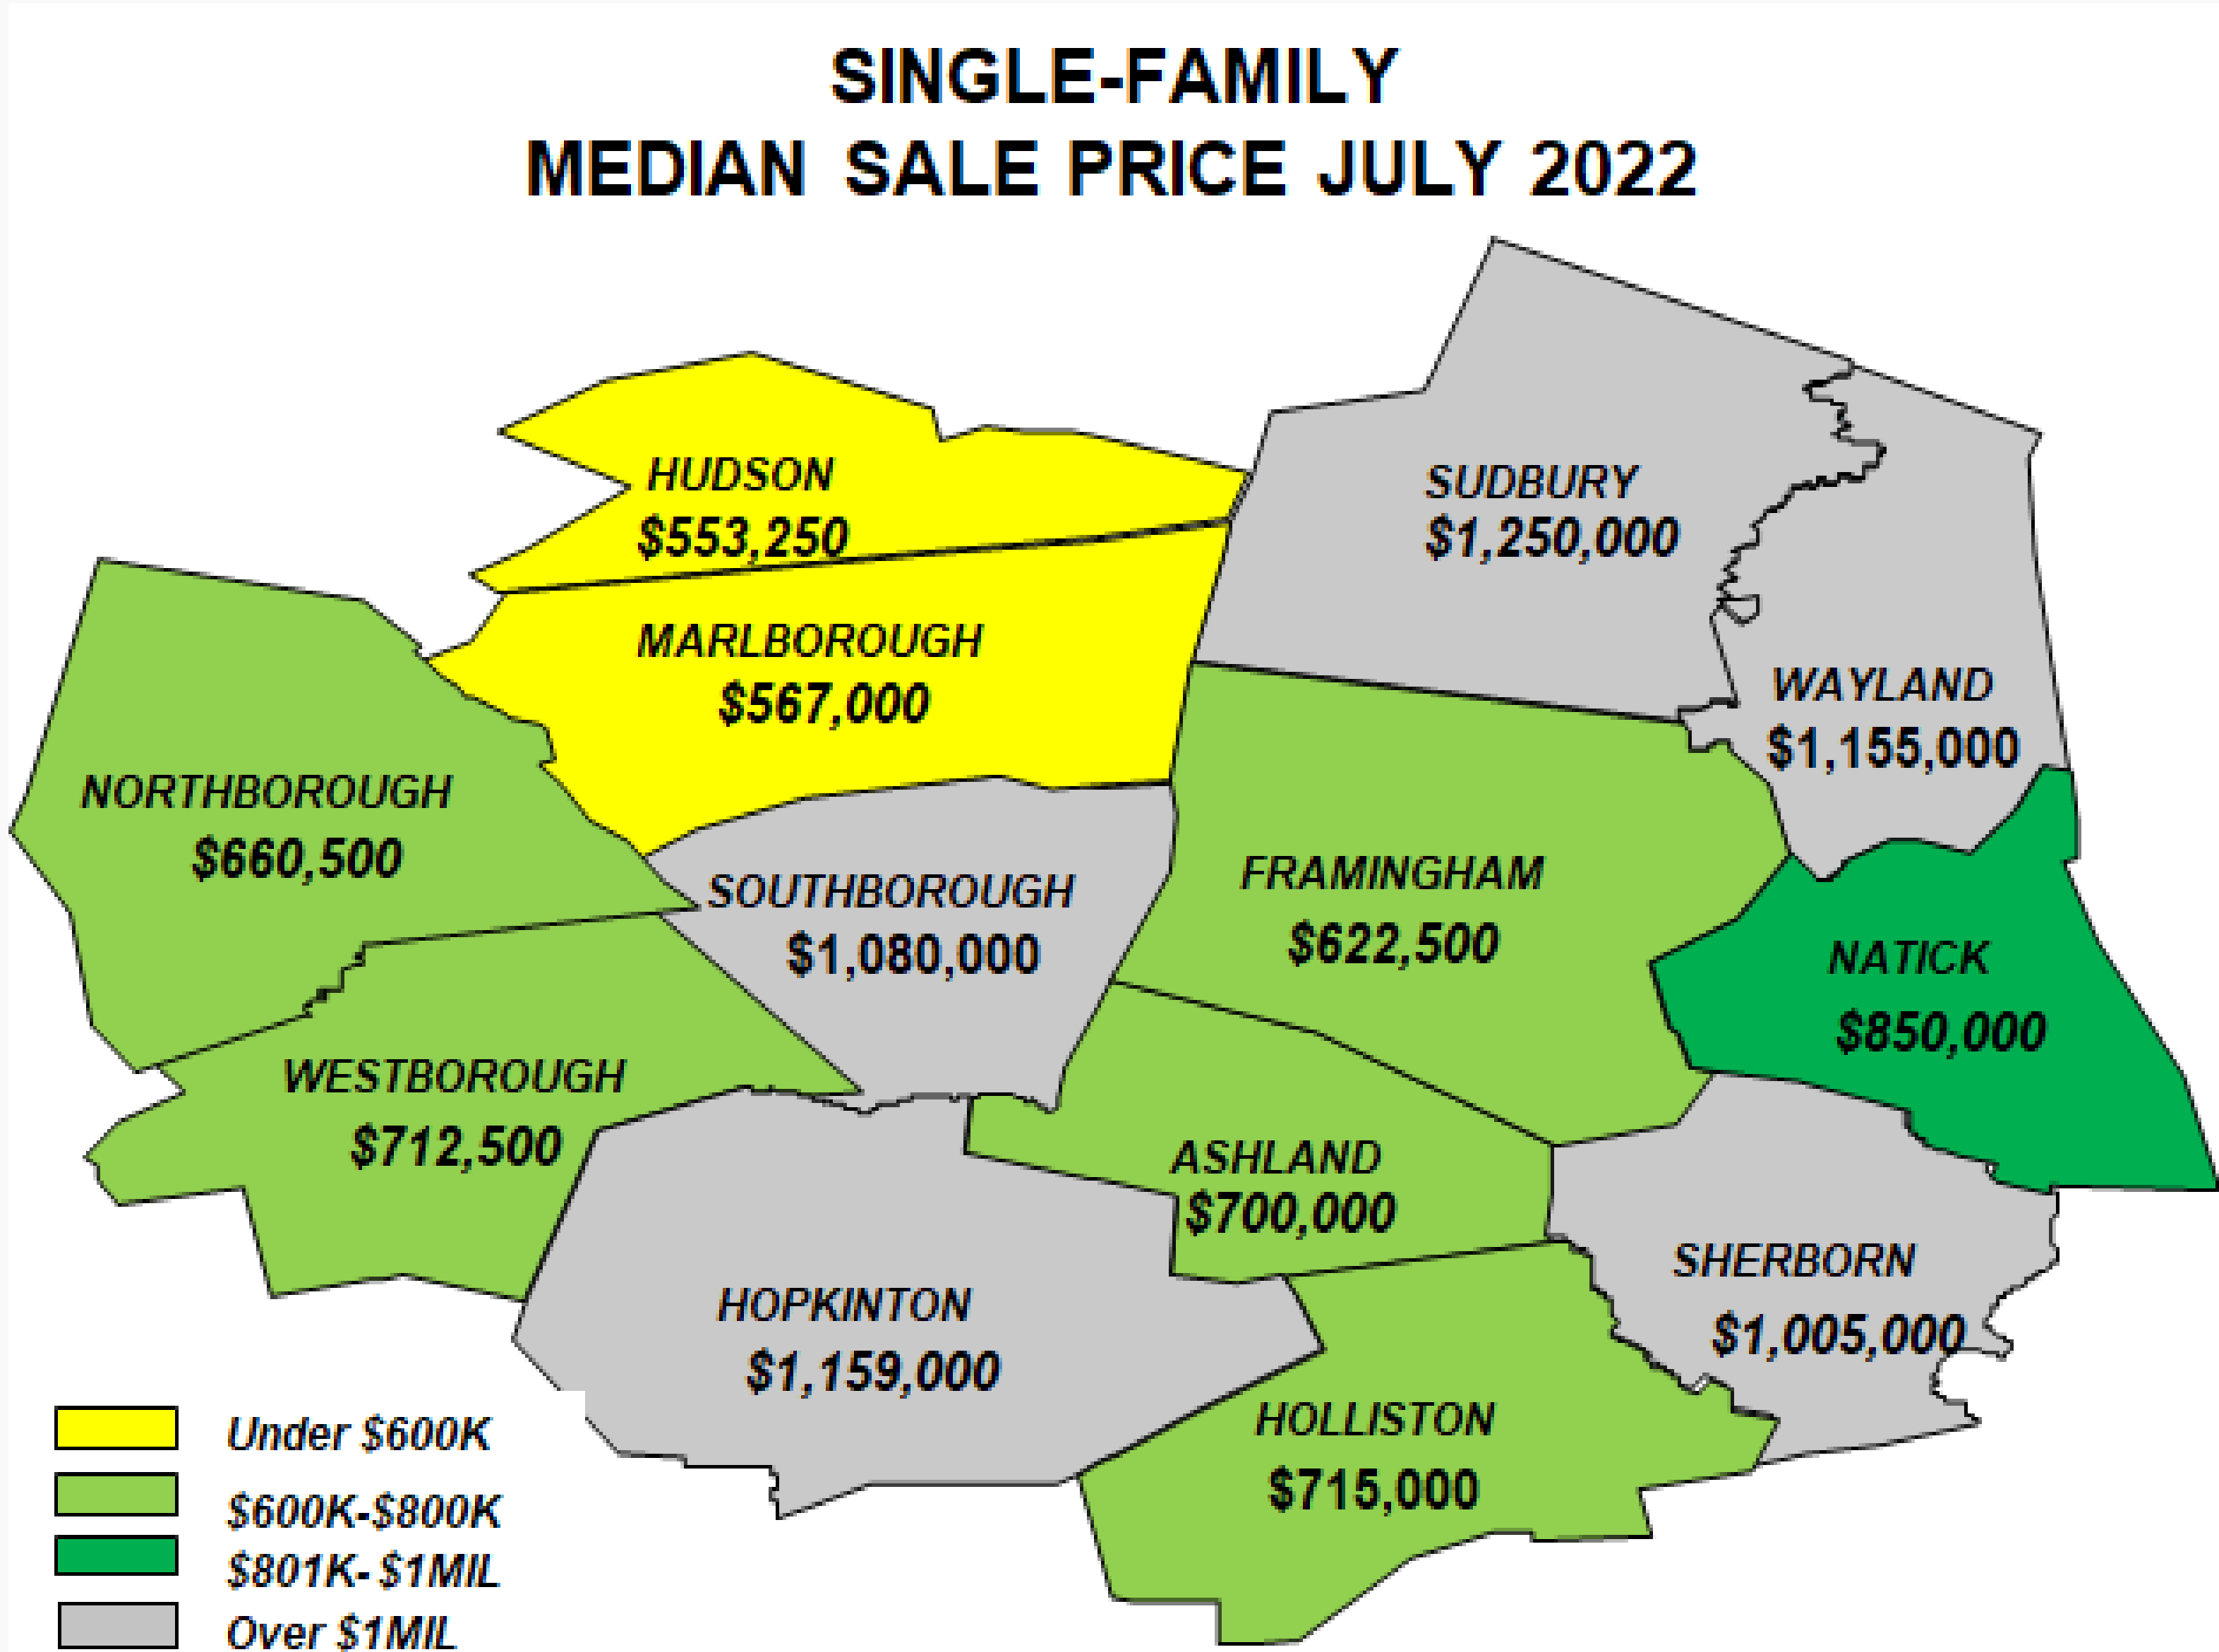 SINGLE-FAMILY
MEDIAN SALE PRICE JULY 2022
HUDSON
$553,250
SUDBURY
$1,250,000
MARLBOROUGH
$567,000
WAYLAND
$1,155,000
NORTHBOROUGH
$660,500
SOUTHBOROUGH
$1,080,000
FRAMINGHAM
$622,500
NATICK
$850,000
WESTBOROUGH
$712,500
ASHLAND
$700,000
SHERBORN
$1,005,000
HOPKINTON
$1,159,000
HOLLISTON
$715,000
Under $600K
$600K-$800K
$801K- $1MIL
Over $1MIL